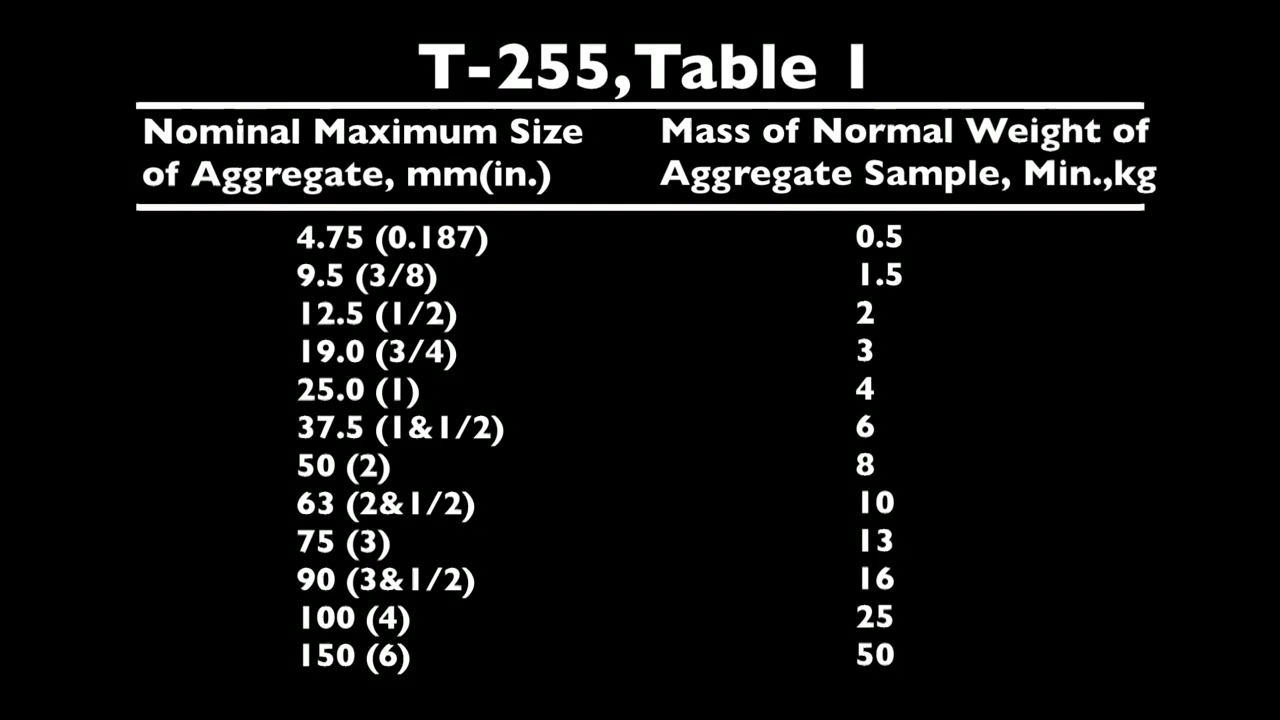 T-255,Table 1
Nominal Maximum Size of Aggregate, mm(in.)
Mass of Normal Weight of Aggregate Sample, Min.,kg
4.75 (0.187) 0.5
9.5 (3/8) 1.5
12.5 (1/2) 2
19.0 (3/4) 3
25.0 (1) 4
37.5 (1&1/2) 6
50 (2) 8
63 (2&1/2) 10
75 (3) 13
90 (3&1/2) 16
100 (4) 25
150 (6) 50